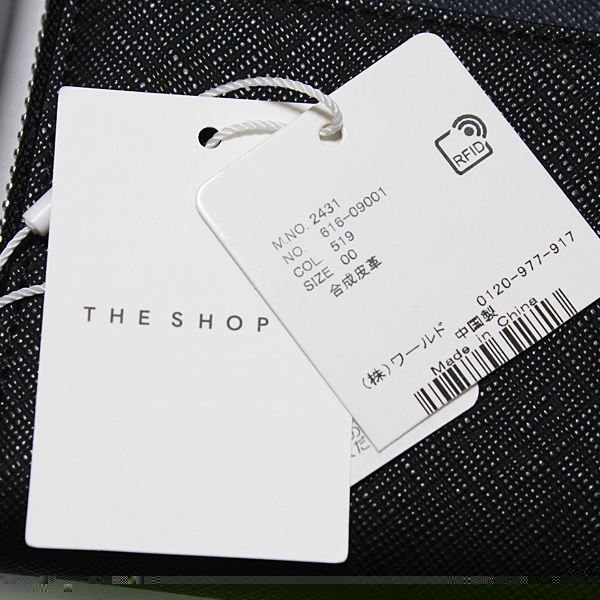 THE SHOP
RFID
M.NO. 2431
NO. 616-09001
COL. 519
SIZE 00
合成皮革
(株)ワールド 0120-977-917
中国製
Made in China